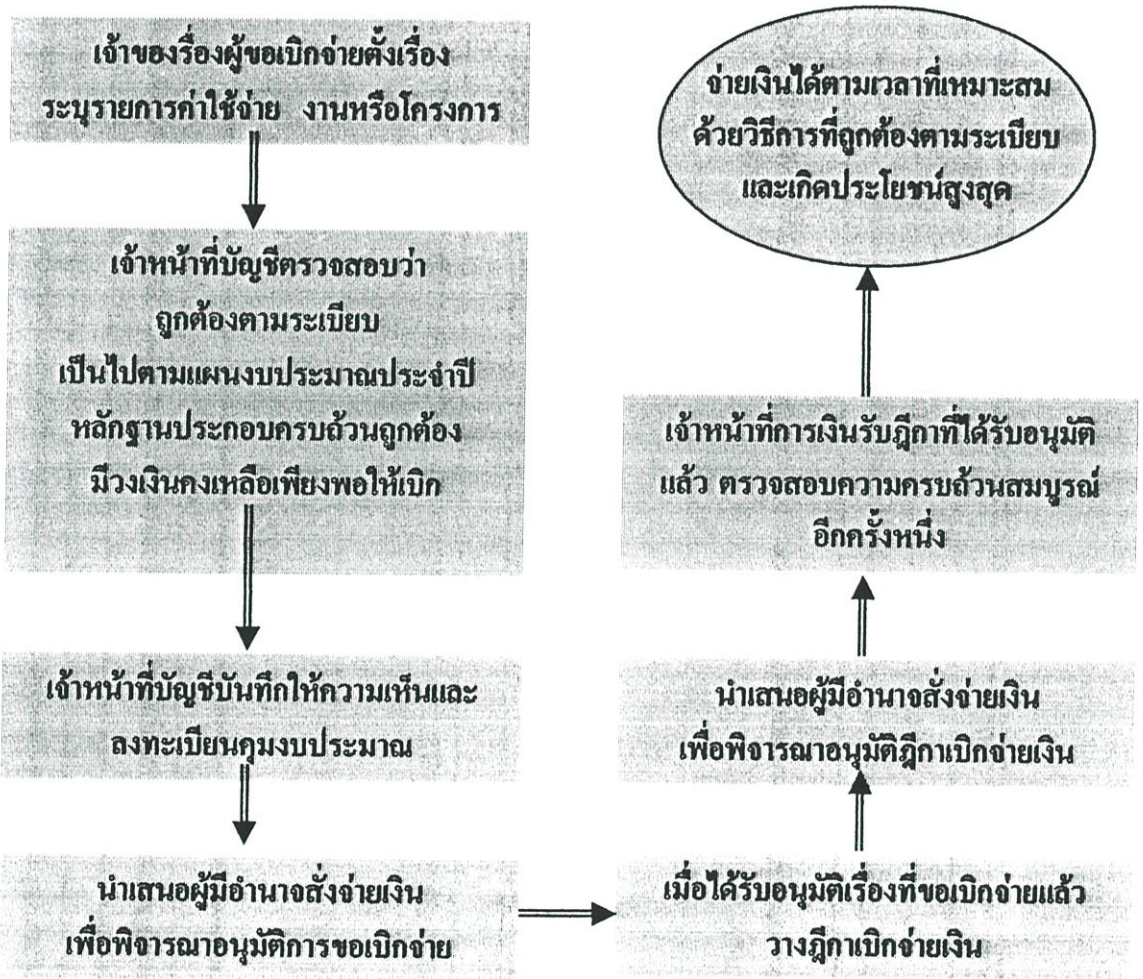 เจ้าของรื่องผู้ขอเบิกจ่ายตั้งเรื่อง
ระบุรายการค่าใช้จ่าย งานหรือโครงการ
เจ้าหน้าที่บัญชีตรวจสอบว่า
ถูกต้องตามระเบียบ
เป็นไปตามแผนงบประมาณประจำปี
หลักฐานประกอบครบถ้วนถูกต้อง
มีวงเงินคงเหลือเพียงพอให้เบิก
เจ้าหน้าที่บัญชีบันทึกให้ความเห็นและ
ลงทะเบียนคุมงบประมาณ
นำเสนอผู้มีอำนาจสั่งจ่ายเงิน
เพื่อพิจารณาอนุมัติการขอเบิกจ่าย
เมื่อได้รับอนุมัติเรื่องที่ขอเบิกจ่ายแล้ว
วางฎีกาเบิกจ่ายเงิน
นำเสนอผู้มีอำนาจสั่งจ่ายเงิน
เพื่อพิจารณาอนุมัติฎีกาเบิกจ่ายเงิน
เจ้าหน้าที่การเงินรับฎีกาที่ได้รับอนุมัติ
แล้ว ตรวจสอบความครบถ้วนสมบูรณ์
อีกครั้งหนึ่ง
จ่ายเงินได้ตามเวลาที่เหมาะสม
ด้วยวิธีการที่ถูกต้องตามระเบียบ
และเกิดประโยชน์สูงสุด